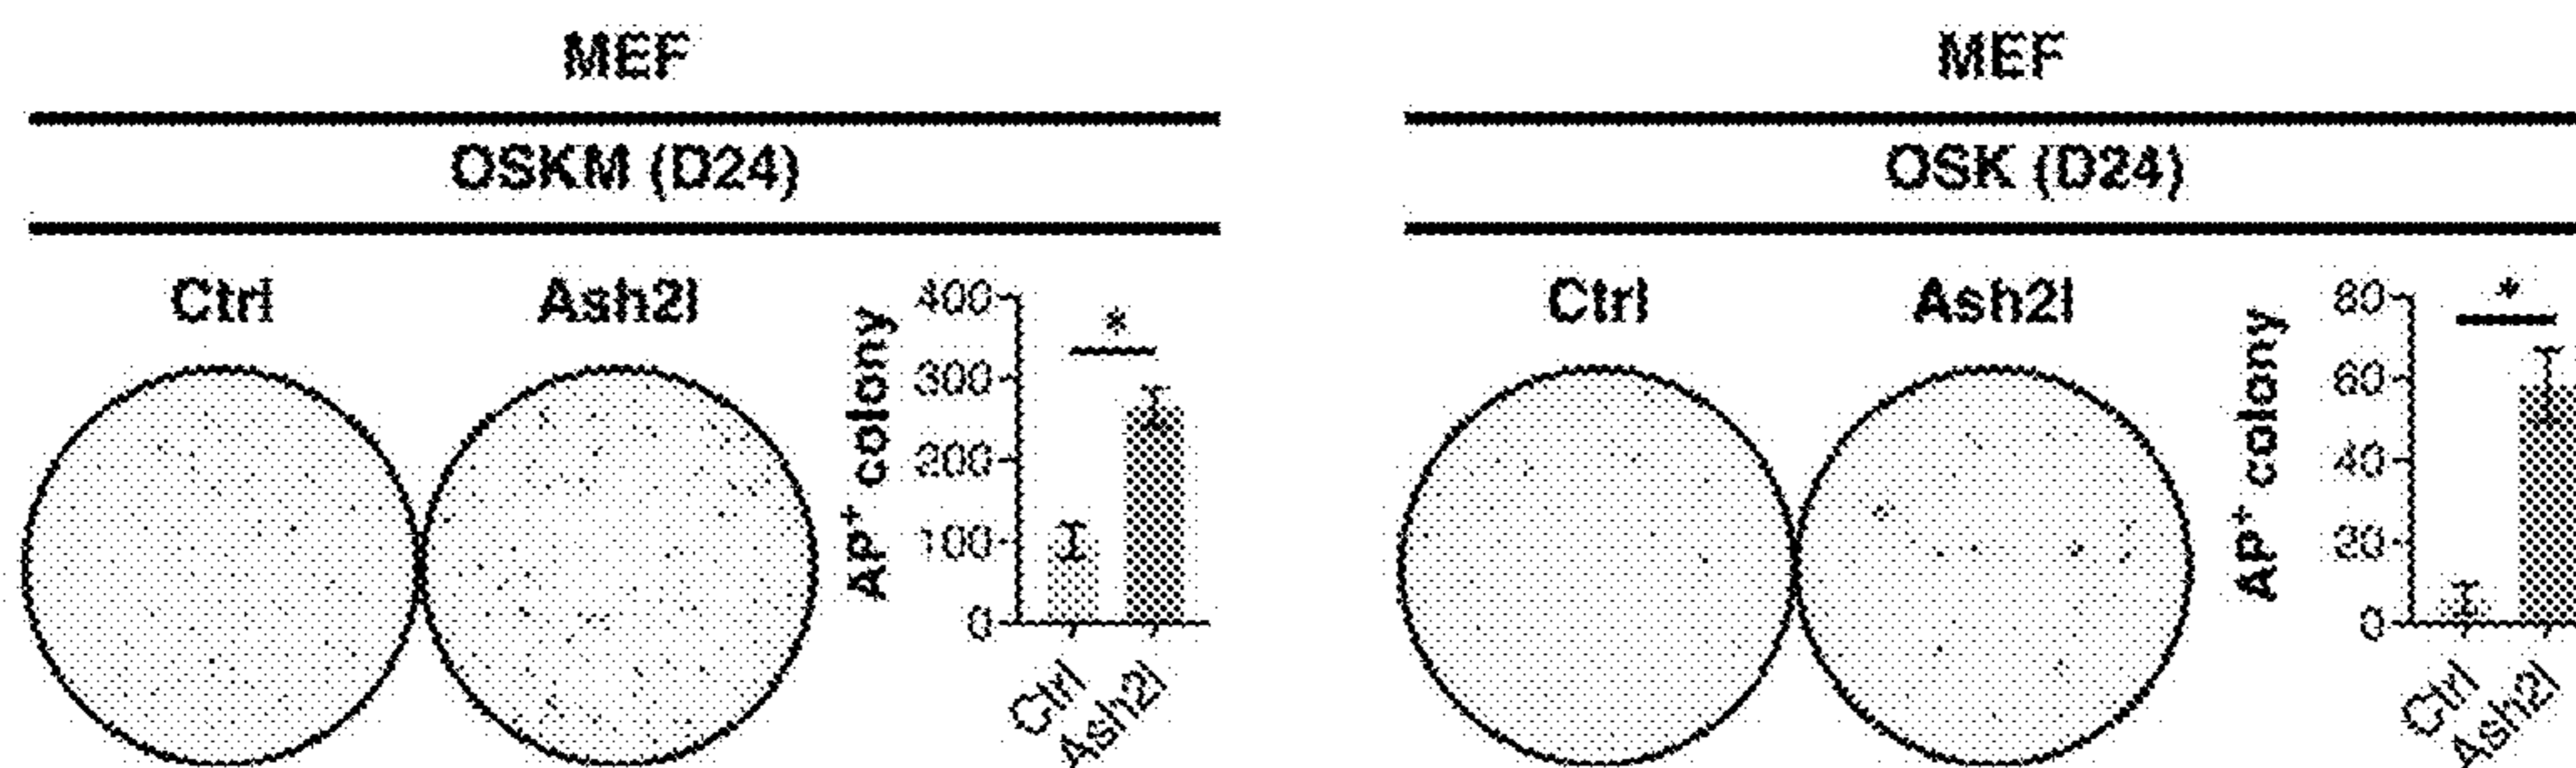 MEF
OSKM (D24)
Ctrl
Ash2l
AP⁺ colony
400
300
200
100
0
*
Ctrl
Ash2l
MEF
OSK (D24)
Ctrl
Ash2l
AP⁺ colony
80
60
40
20
0
*
Ctrl
Ash2l